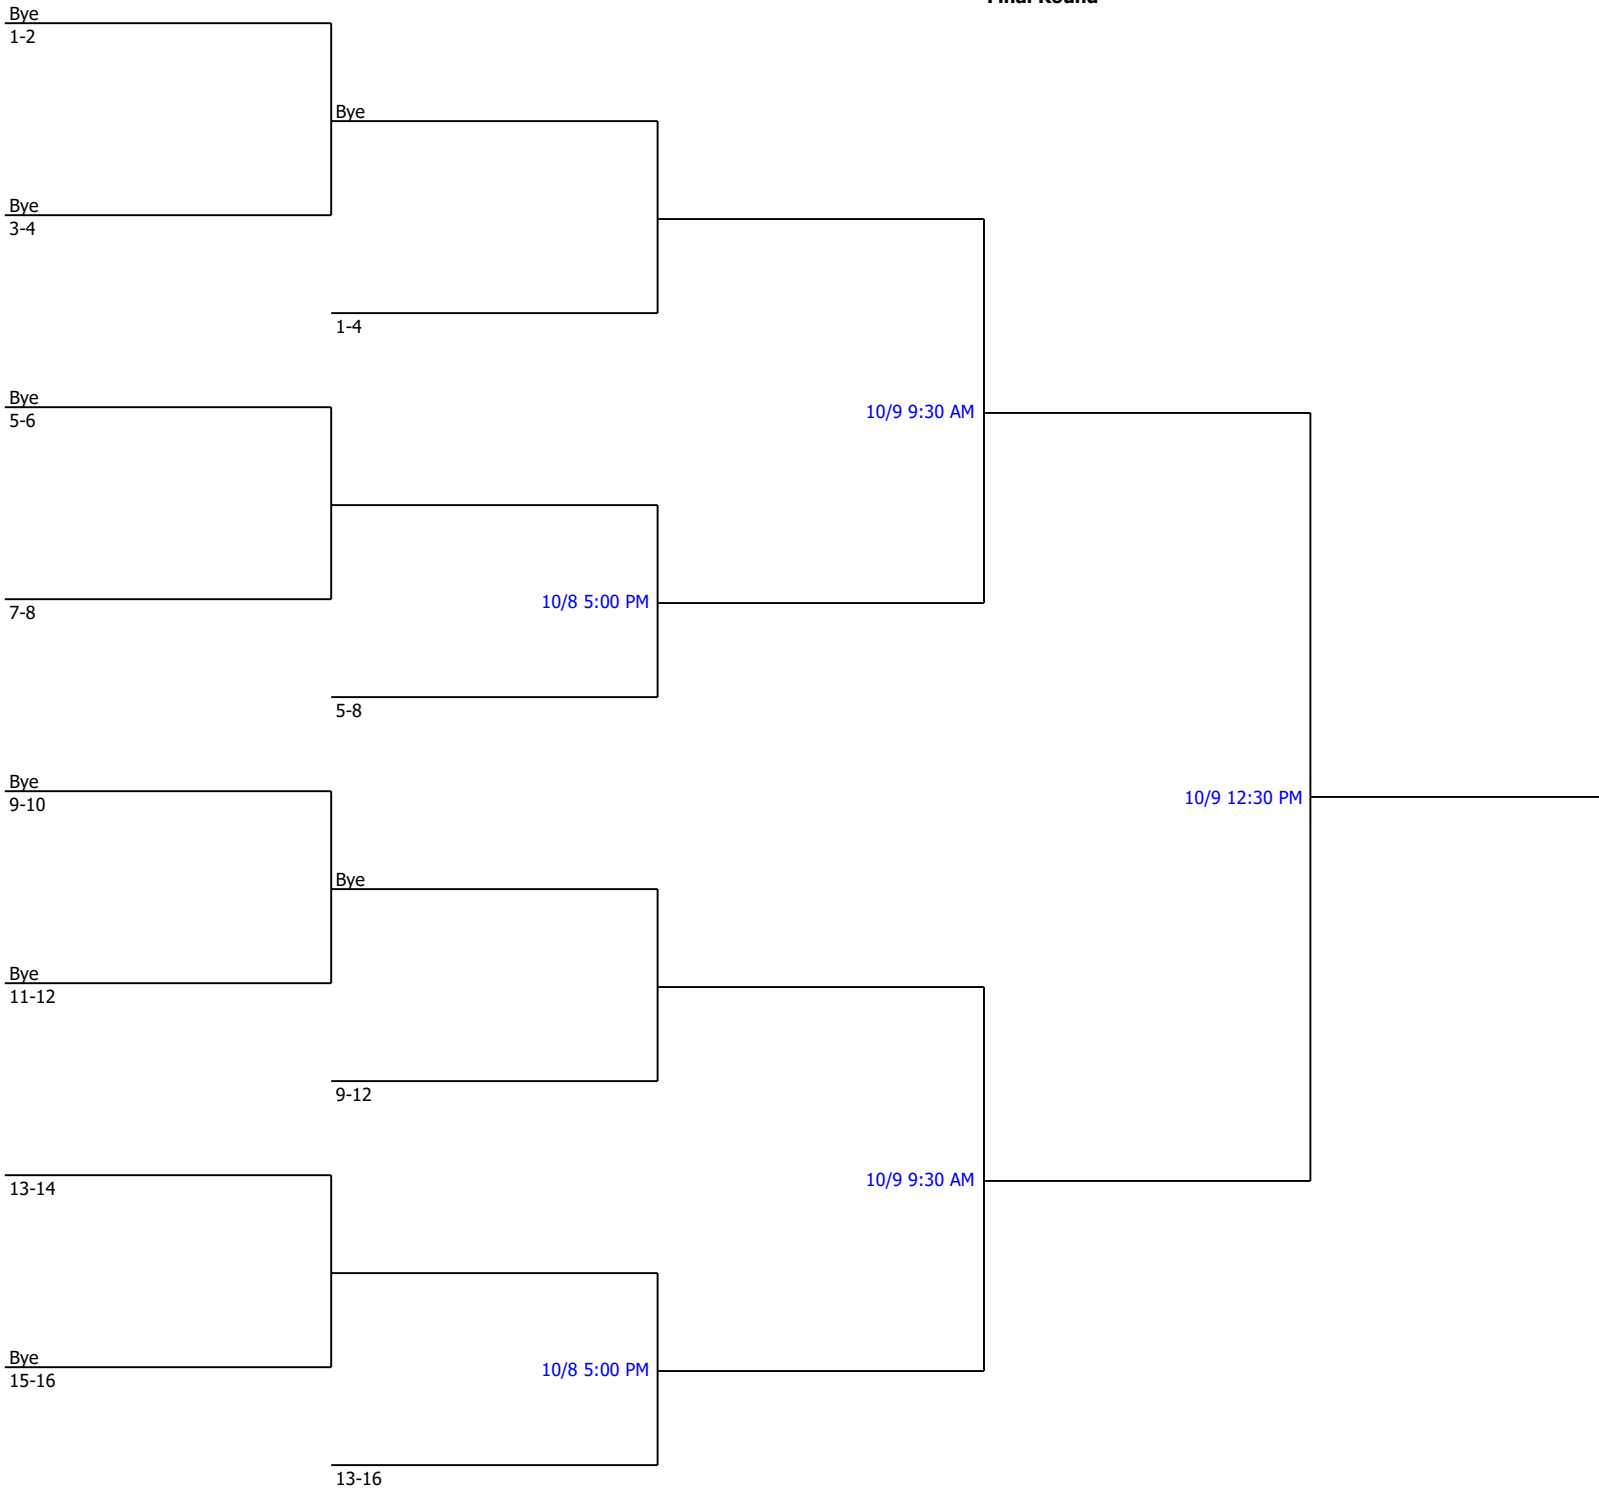 Final Round
Bye
1-2
Bye
Bye
3-4
1-4
Bye
5-6
10/9 9:30 AM
10/8 5:00 PM
7-8
5-8
Bye
9-10
10/9 12:30 PM
Bye
Bye
11-12
9-12
10/9 9:30 AM
13-14
Bye
15-16
10/8 5:00 PM
13-16